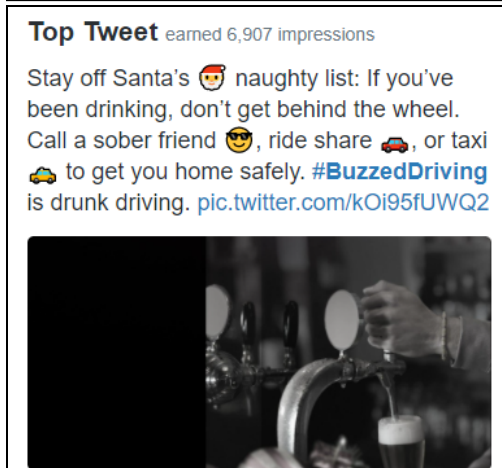 Top Tweet earned 6,907 impressions
Stay off Santa's 🎅 naughty list: If you've
been drinking, don't get behind the wheel.
Call a sober friend 😎, ride share 🚗, or taxi
🚕 to get you home safely. #BuzzedDriving
is drunk driving. pic.twitter.com/kOi95fUWQ2